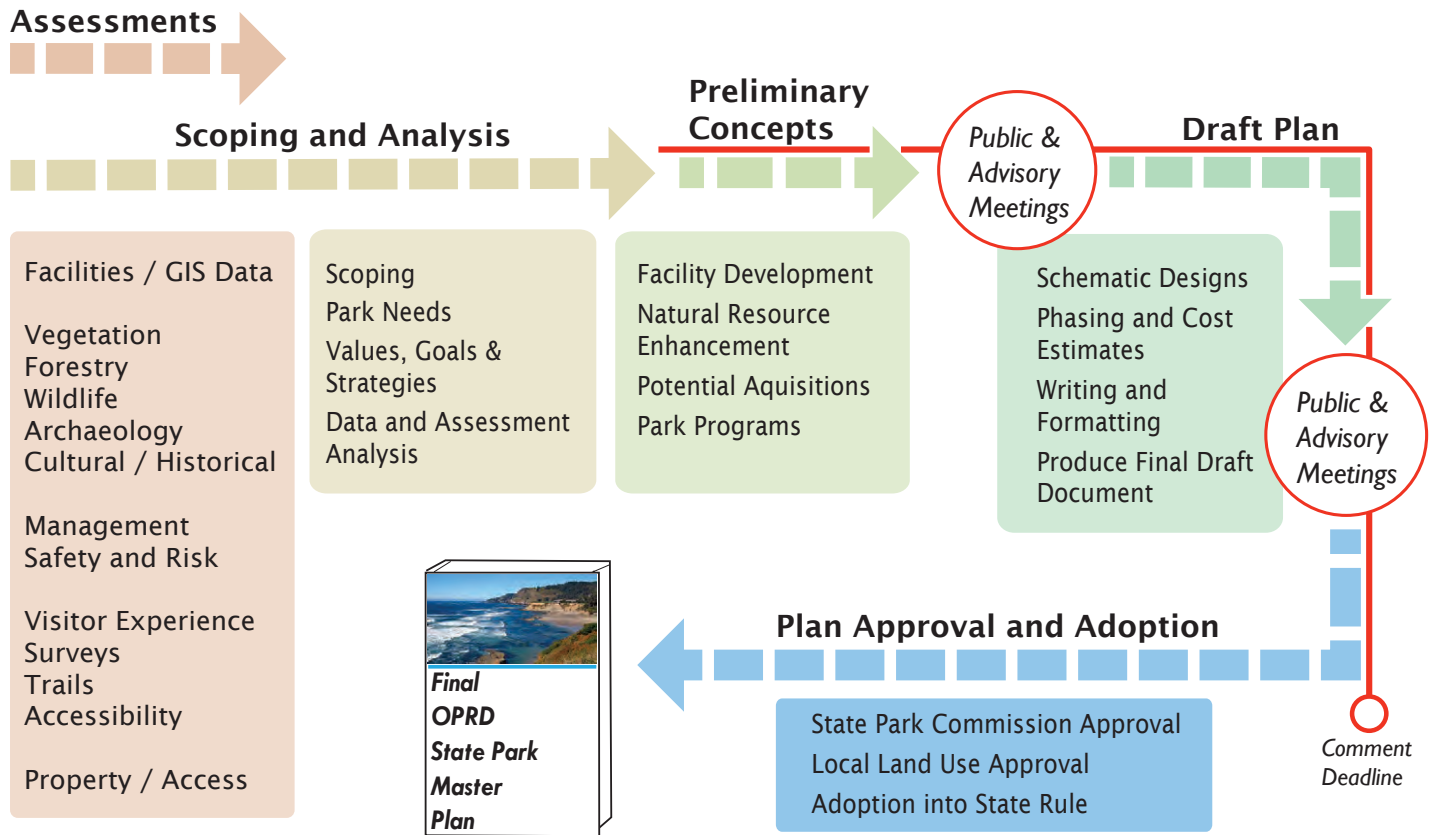 Assessments
Scoping and Analysis
Preliminary
Concepts
Public &
Advisory
Meetings
Draft Plan
Facilities / GIS Data
Vegetation
Forestry
Wildlife
Archaeology
Cultural / Historical
Management
Safety and Risk
Visitor Experience
Surveys
Trails
Accessibility
Property / Access
Scoping
Park Needs
Values, Goals &
Strategies
Data and Assessment
Analysis
Facility Development
Natural Resource
Enhancement
Potential Aquisitions
Park Programs
Schematic Designs
Phasing and Cost
Estimates
Writing and
Formatting
Produce Final Draft
Document
Public &
Advisory
Meetings
Comment
Deadline
Plan Approval and Adoption
State Park Commission Approval
Local Land Use Approval
Adoption into State Rule
Final
OPRD
State Park
Master
Plan